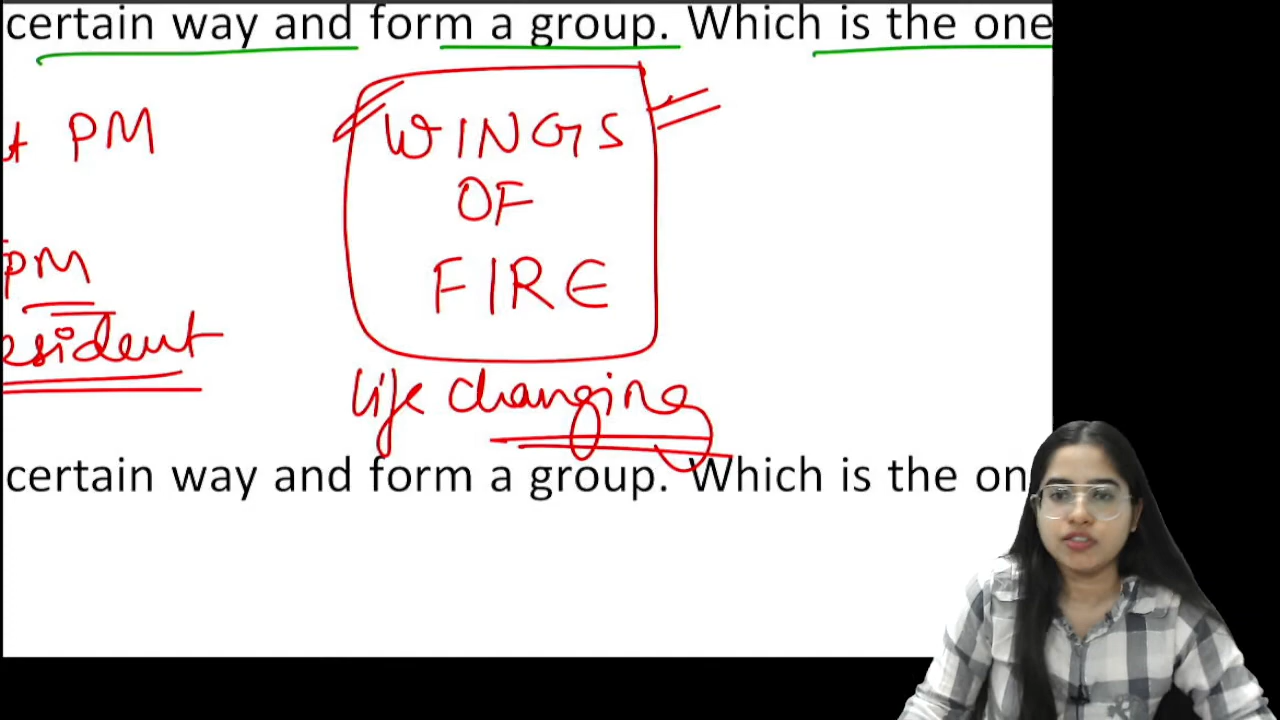 certain way and form a group. Which is the one
PM
WINGS
OF
FIRE
PM
esident
life changing
certain way and form a group. Which is the on